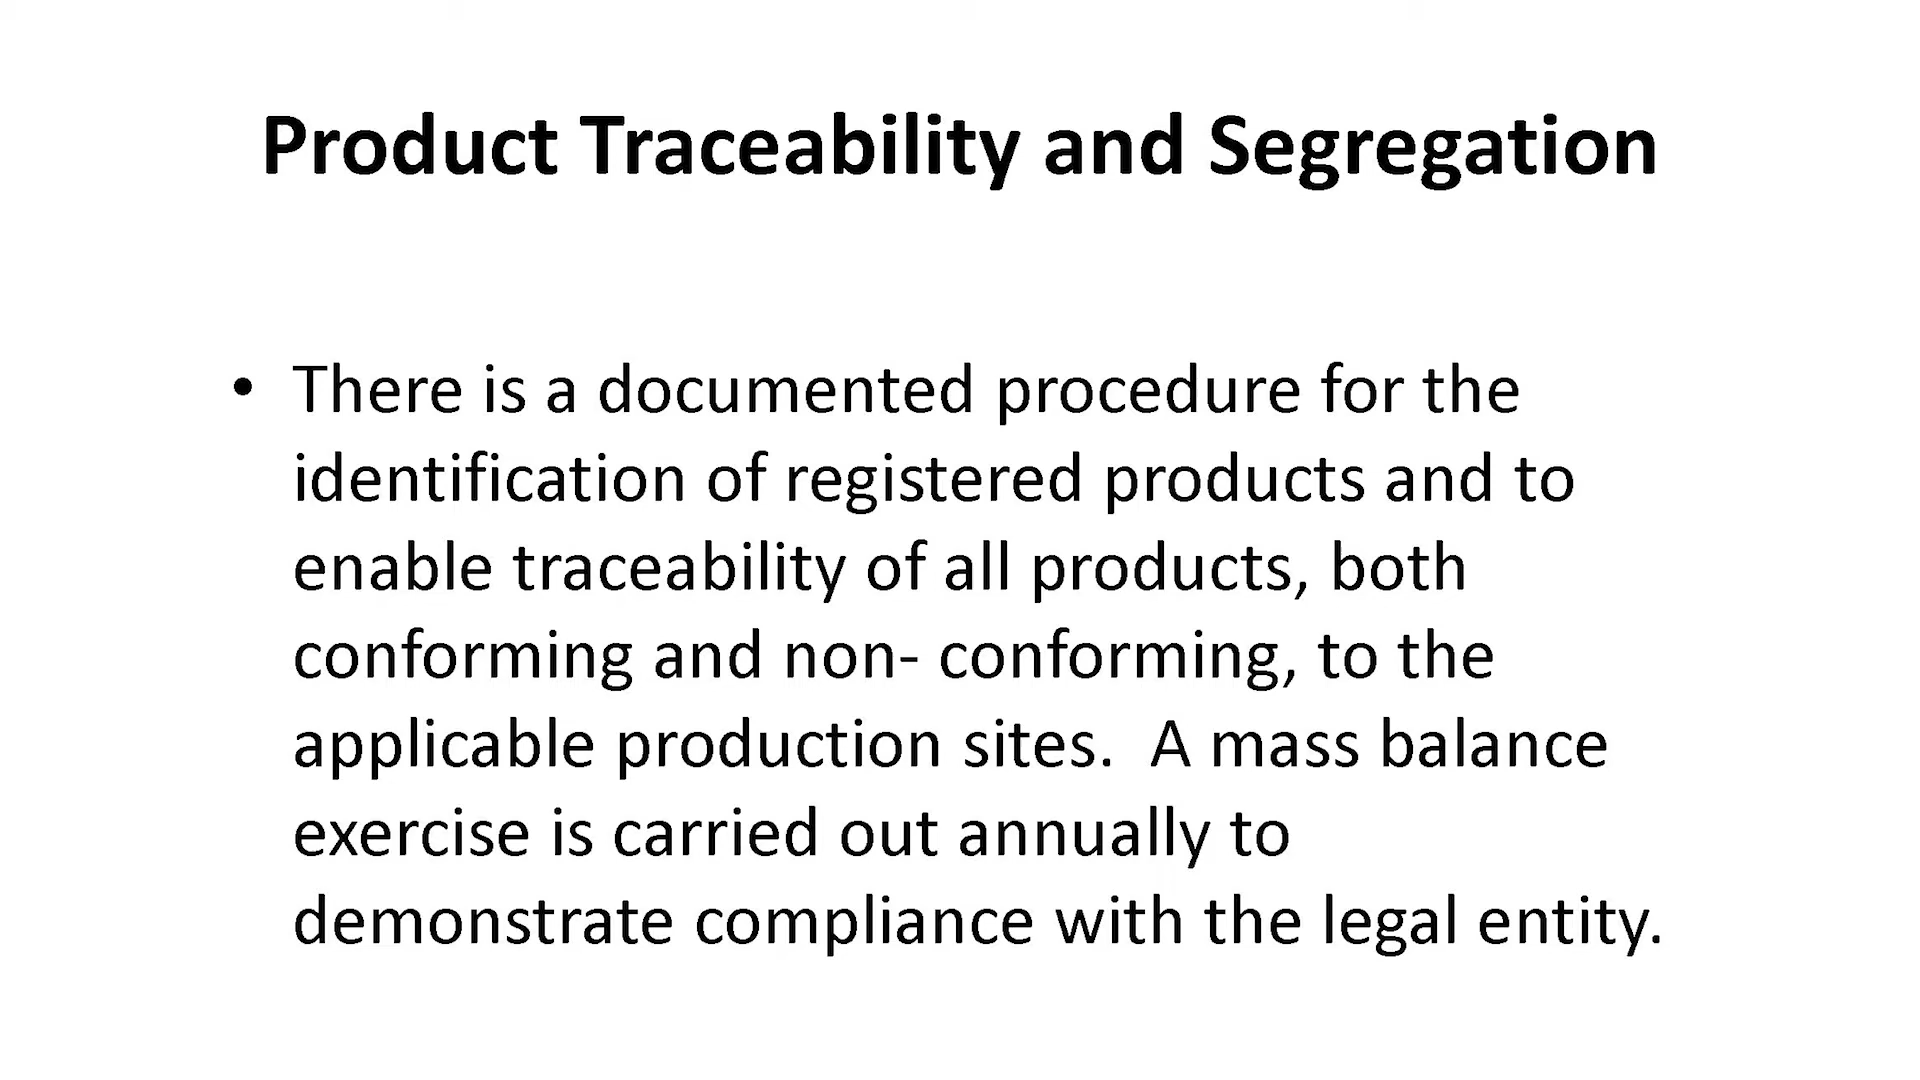 Product Traceability and Segregation
• There is a documented procedure for the
identification of registered products and to
enable traceability of all products, both
conforming and non- conforming, to the
applicable production sites.  A mass balance
exercise is carried out annually to
demonstrate compliance with the legal entity.